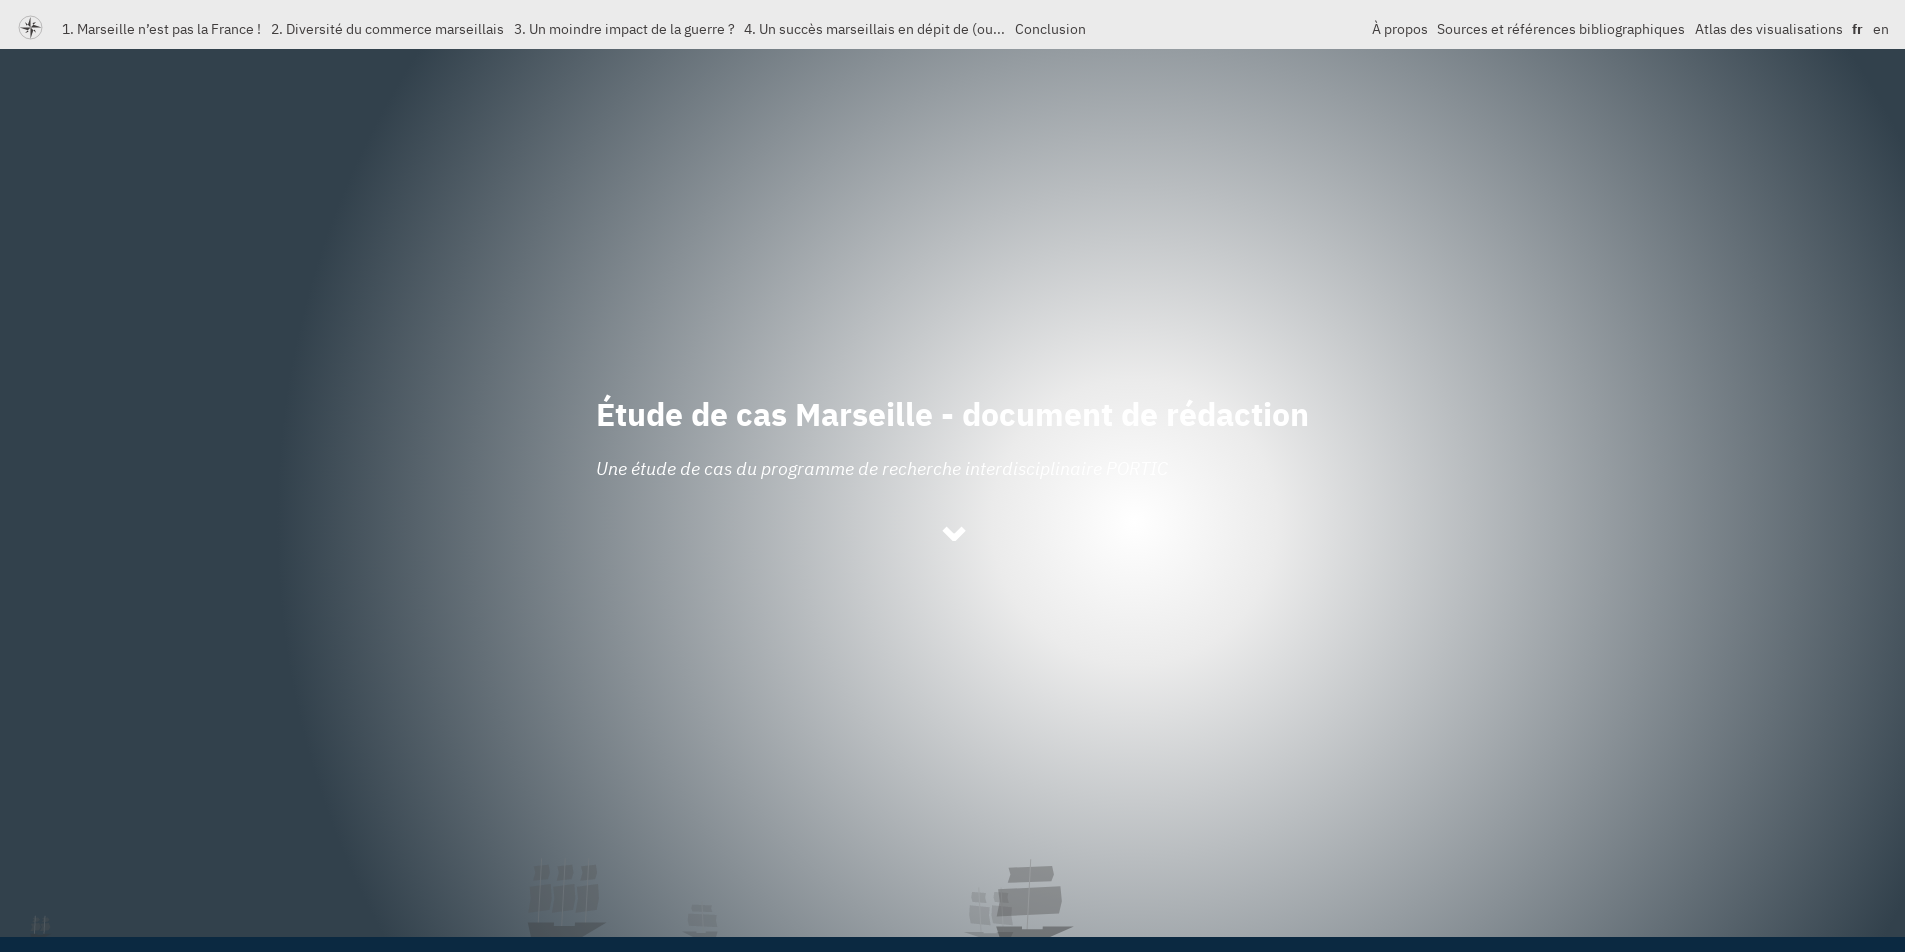 1. Marseille n’est pas la France ! 2. Diversité du commerce marseillais 3. Un moindre impact de la guerre ? 4. Un succès marseillais en dépit de (ou... Conclusion À propos Sources et références bibliographiques Atlas des visualisations fr en
Étude de cas Marseille - document de rédaction
Une étude de cas du programme de recherche interdisciplinaire PORTIC